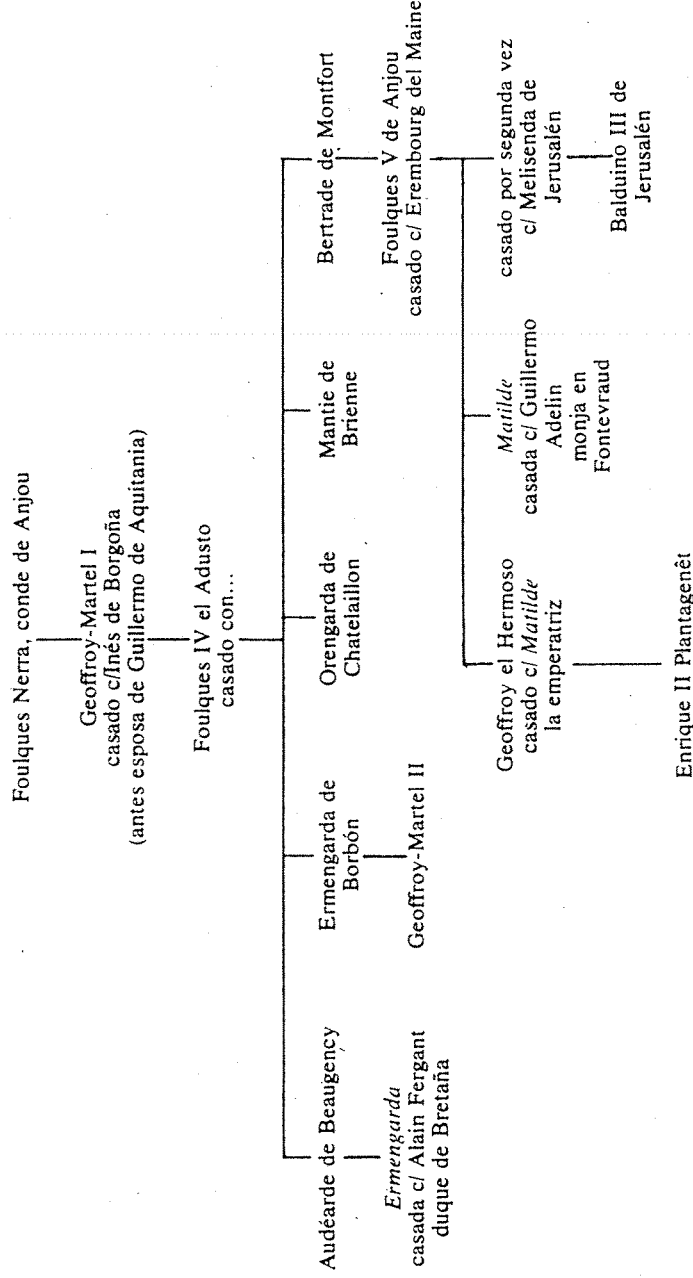 Foulques Nerra, conde de Anjou
Geoffroy-Martel I
casado c/Inés de Borgoña
(antes esposa de Guillermo de Aquitania)
Foulques IV el Adusto
casado con...
Audéarde de Beaugency
Ermengarda
casada c/ Alain Fergant
duque de Bretaña
Ermengarda de
Borbón
Geoffroy-Martel II
Orengarda de
Chatelaillon
Mantie de
Brienne
Bertrade de Montfort
Foulques V de Anjou
casado c/ Erembourg del Maine
Geoffroy el Hermoso
casado c/ Matilde
la emperatriz
Enrique II Plantagenêt
Matilde
casada c/ Guillermo
Adelin
monja en
Fontevraud
casado por segunda vez
c/ Melisenda de
Jerusalén
Balduino III de
Jerusalén